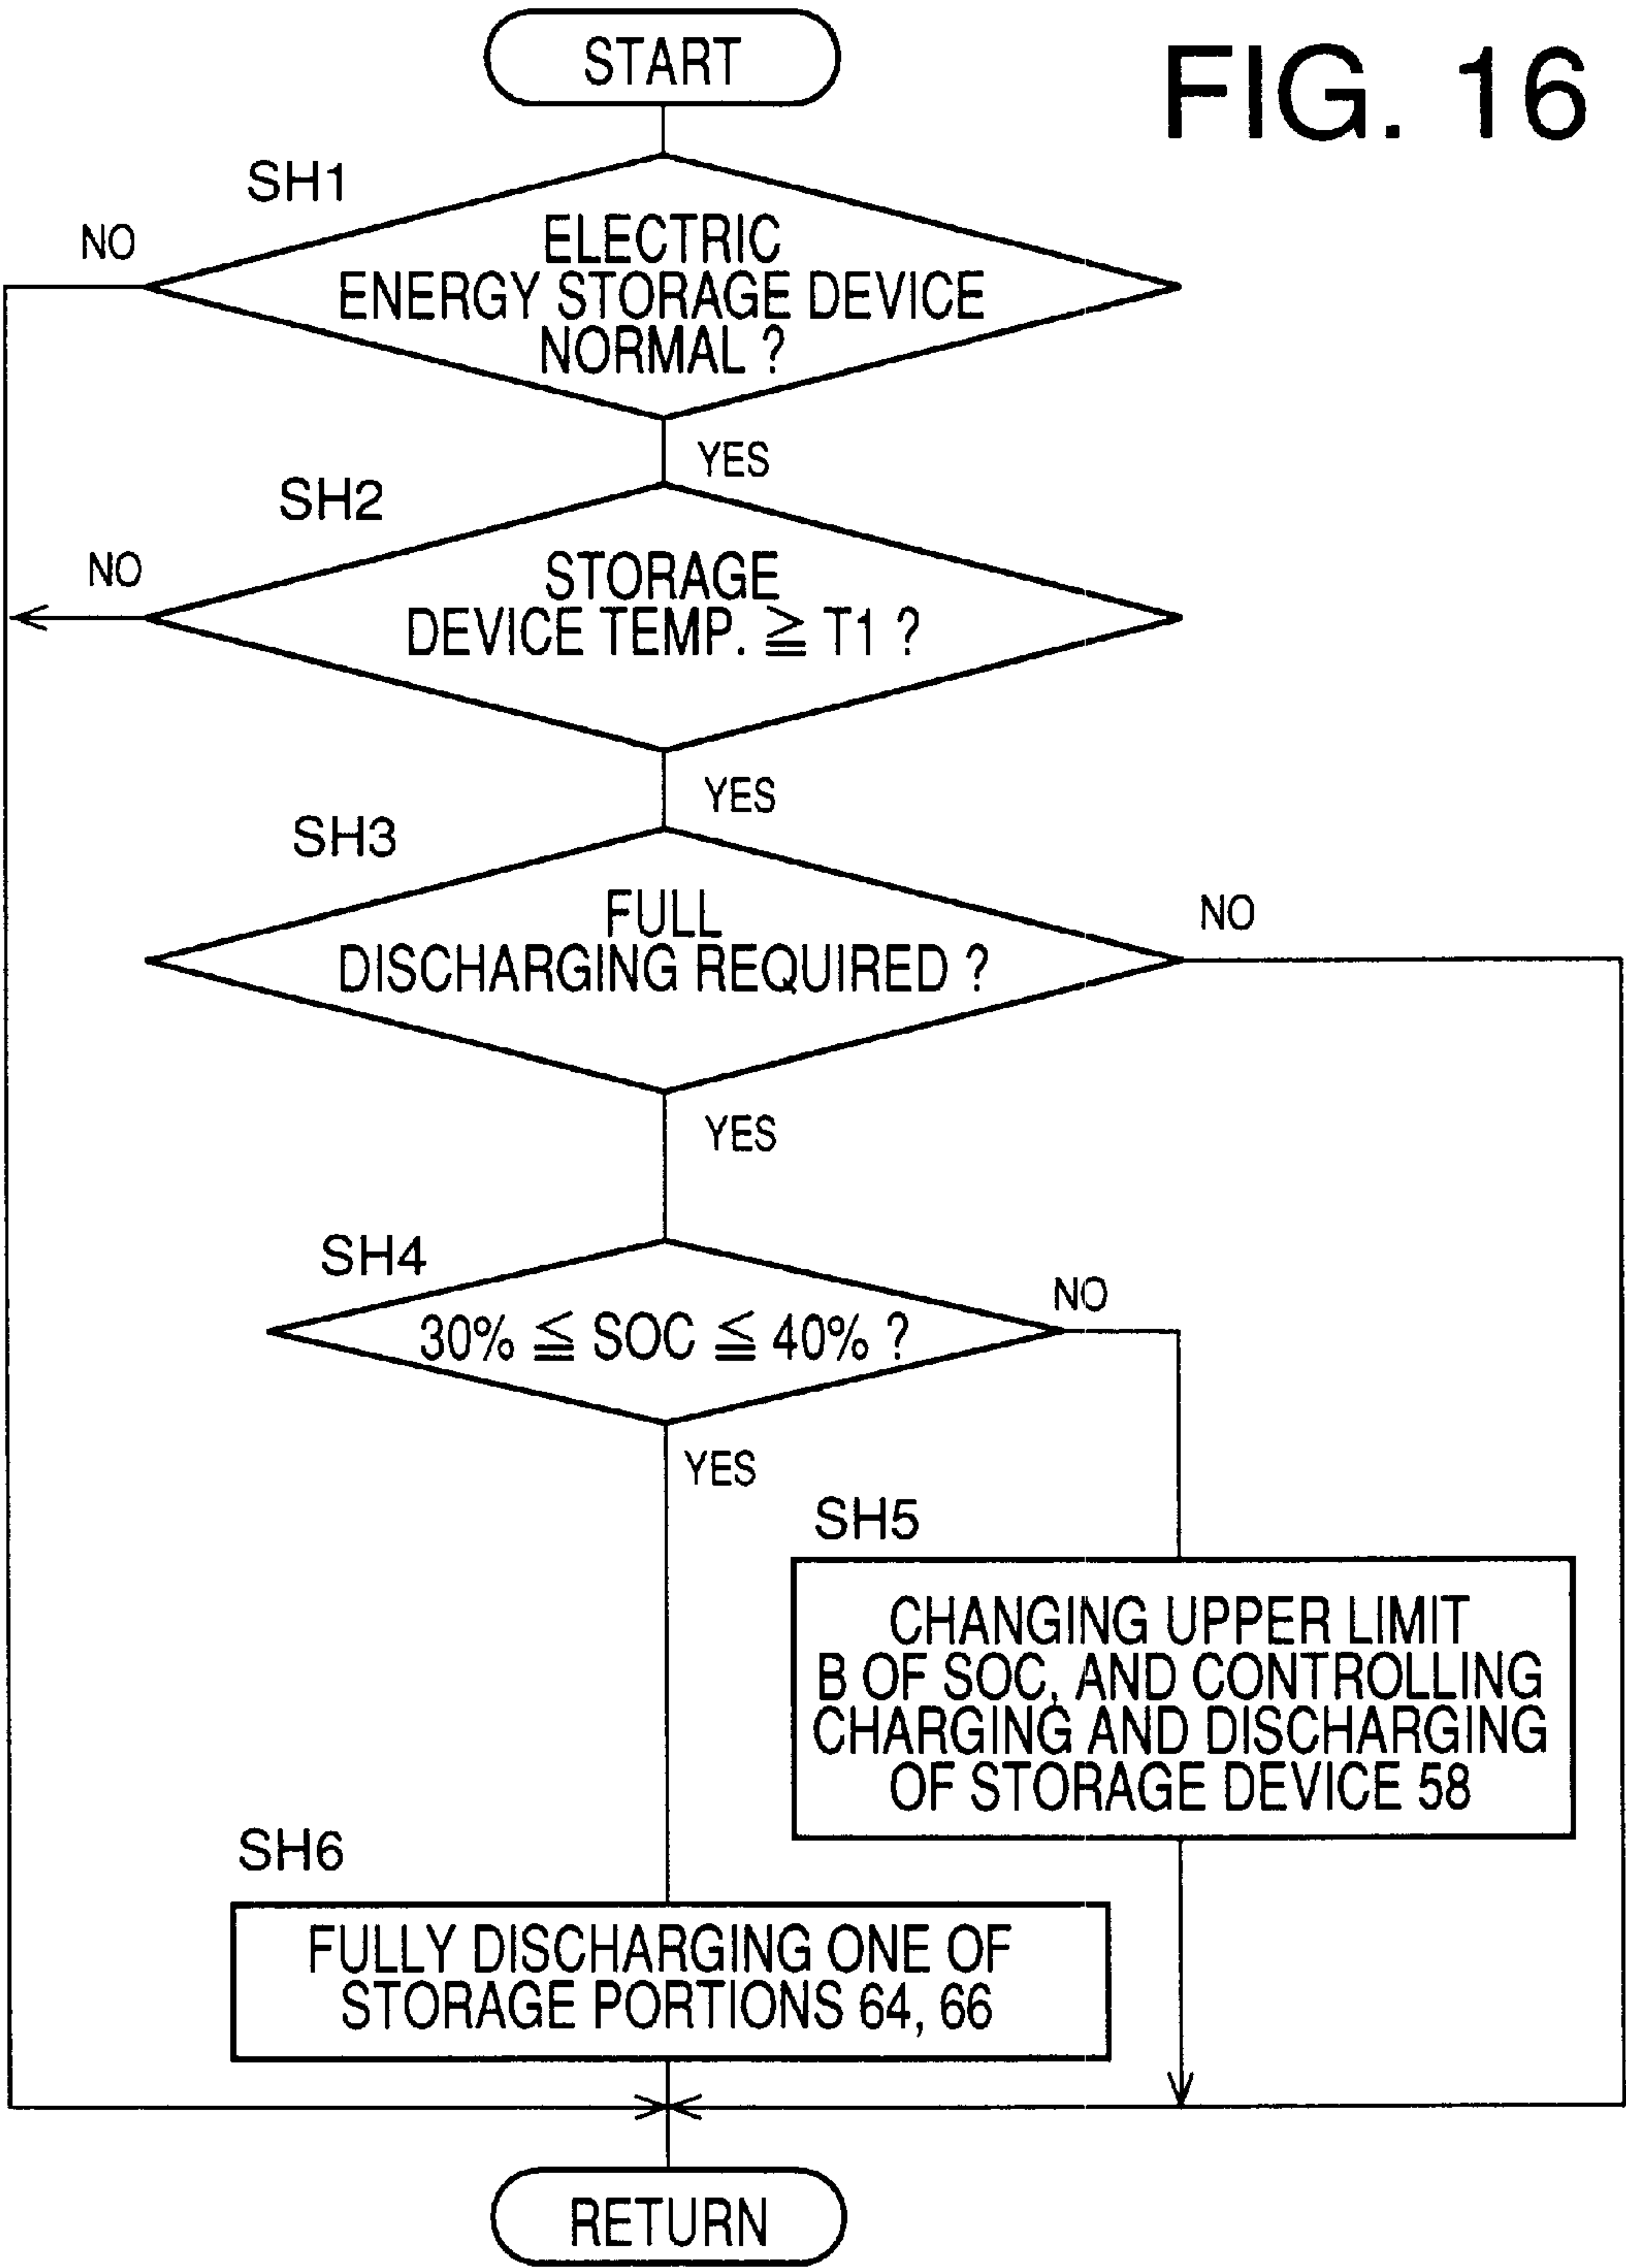 START
FIG. 16
SH1
NO
ELECTRIC
ENERGY STORAGE DEVICE
NORMAL ?
YES
SH2
NO
STORAGE
DEVICE TEMP. ≧ T1 ?
YES
SH3
FULL
DISCHARGING REQUIRED ?
NO
YES
SH4
30% ≦ SOC ≦ 40% ?
NO
YES
SH5
CHANGING UPPER LIMIT
B OF SOC, AND CONTROLLING
CHARGING AND DISCHARGING
OF STORAGE DEVICE 58
SH6
FULLY DISCHARGING ONE OF
STORAGE PORTIONS 64, 66
RETURN